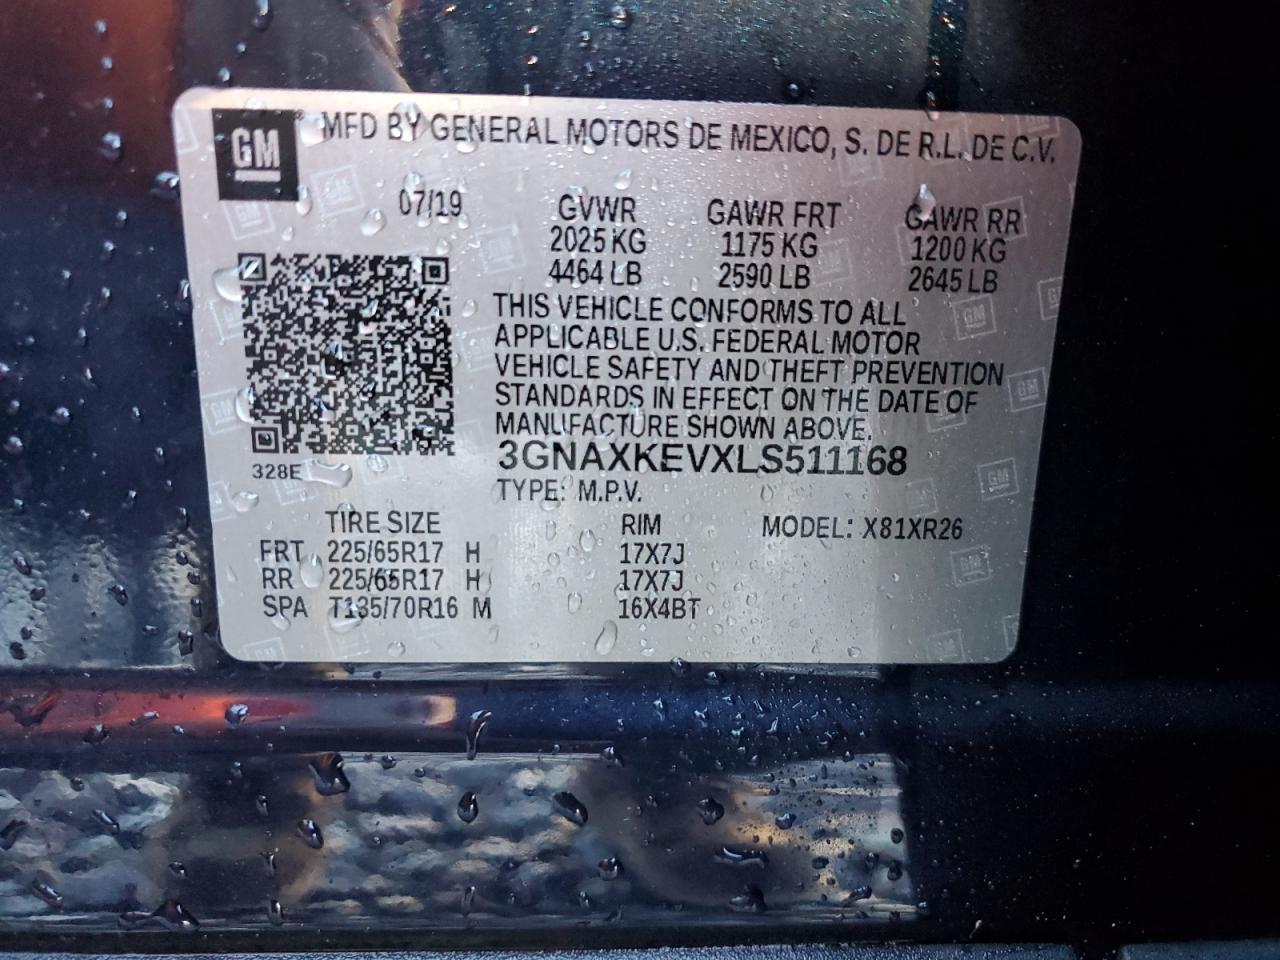 GM MFD BY GENERAL MOTORS DE MEXICO, S. DE R.L. DE C.V.
07/19 GVWR GAWR FRT GAWR RR
2025 KG 1175 KG 1200 KG
4464 LB 2590 LB 2645 LB
THIS VEHICLE CONFORMS TO ALL
APPLICABLE U.S. FEDERAL MOTOR
VEHICLE SAFETY AND THEFT PREVENTION
STANDARDS IN EFFECT ON THE DATE OF
MANUFACTURE SHOWN ABOVE.
3GNAXKEVXLS511168
328E
TYPE: M.P.V.
TIRE SIZE RIM MODEL: X81XR26
FRT 225/65R17 H 17X7J
RR 225/65R17 H 17X7J
SPA T135/70R16 M 16X4BT